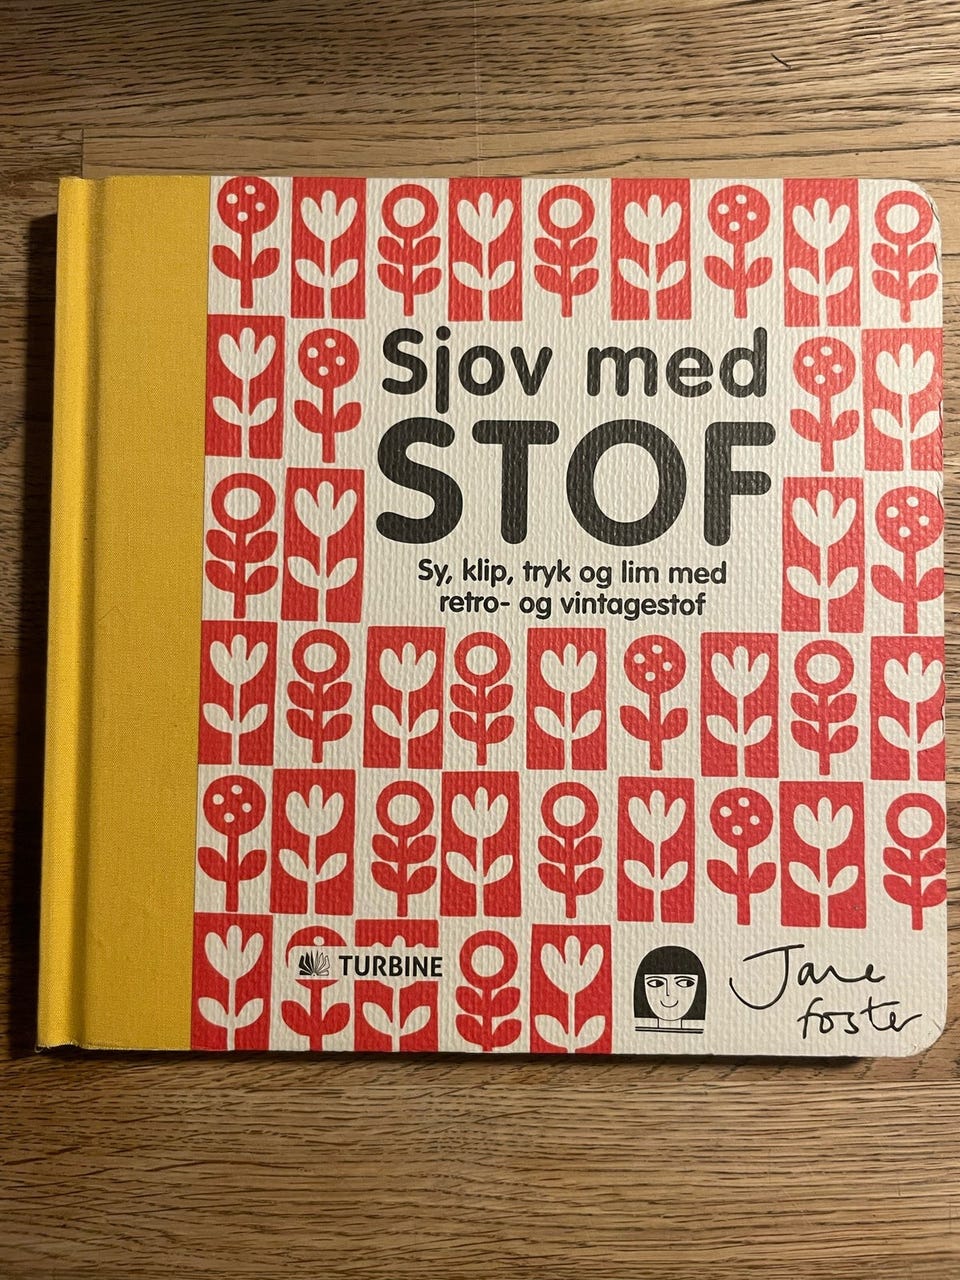 Sjov med
STOF
Sy, klip, tryk og lim med
retro- og vintagestof
TURBINE
Jane
foster